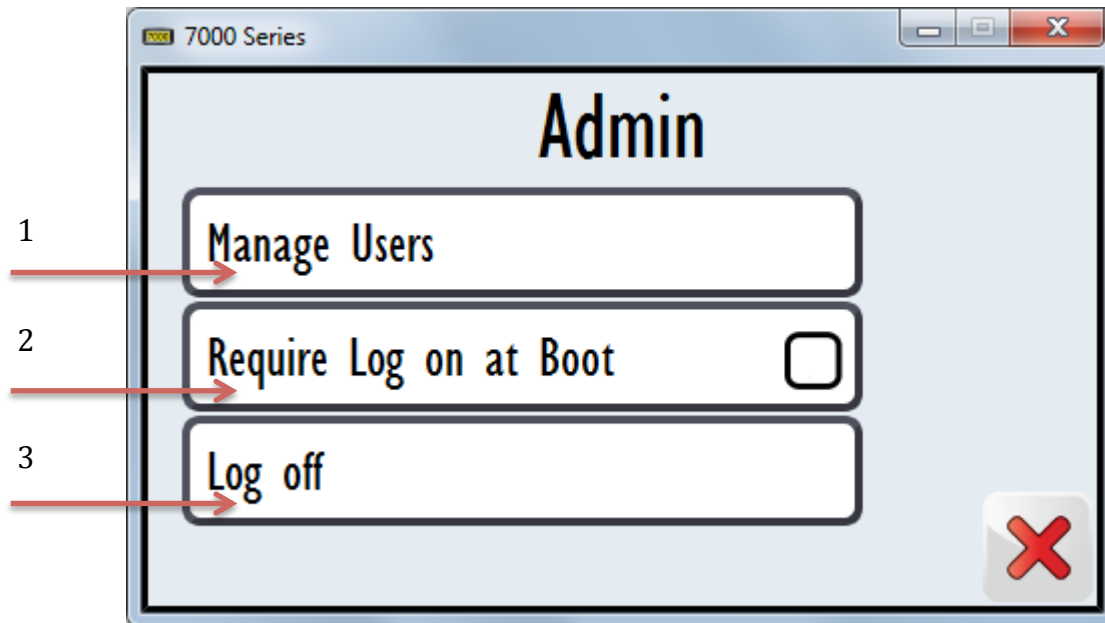 7000 Series
Admin
1
Manage Users
2
Require Log on at Boot
3
Log off